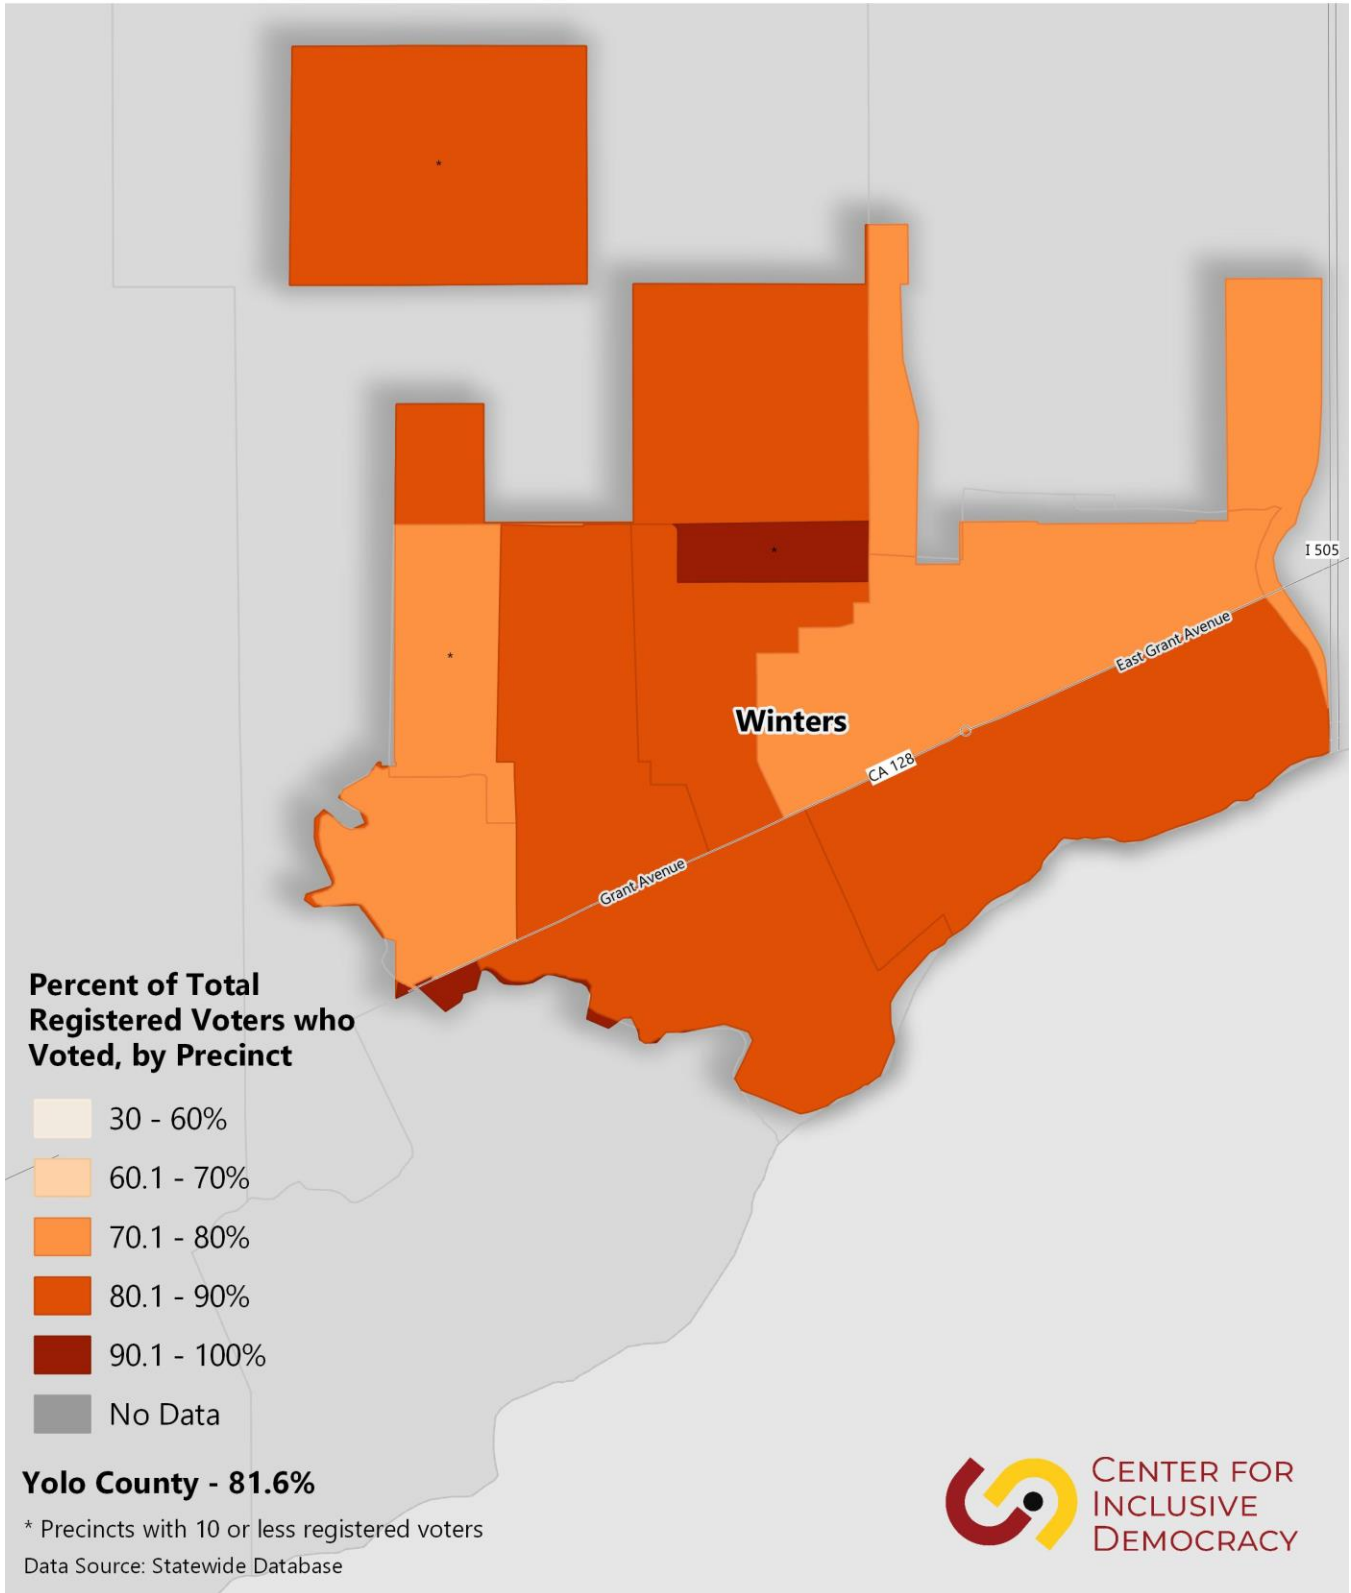 *
*
*
I 505
East Grant Avenue
Winters
CA 128
Grant Avenue
Percent of Total
Registered Voters who
Voted, by Precinct
30 - 60%
60.1 - 70%
70.1 - 80%
80.1 - 90%
90.1 - 100%
No Data
Yolo County - 81.6%
* Precincts with 10 or less registered voters
Data Source: Statewide Database
CENTER FOR
INCLUSIVE
DEMOCRACY